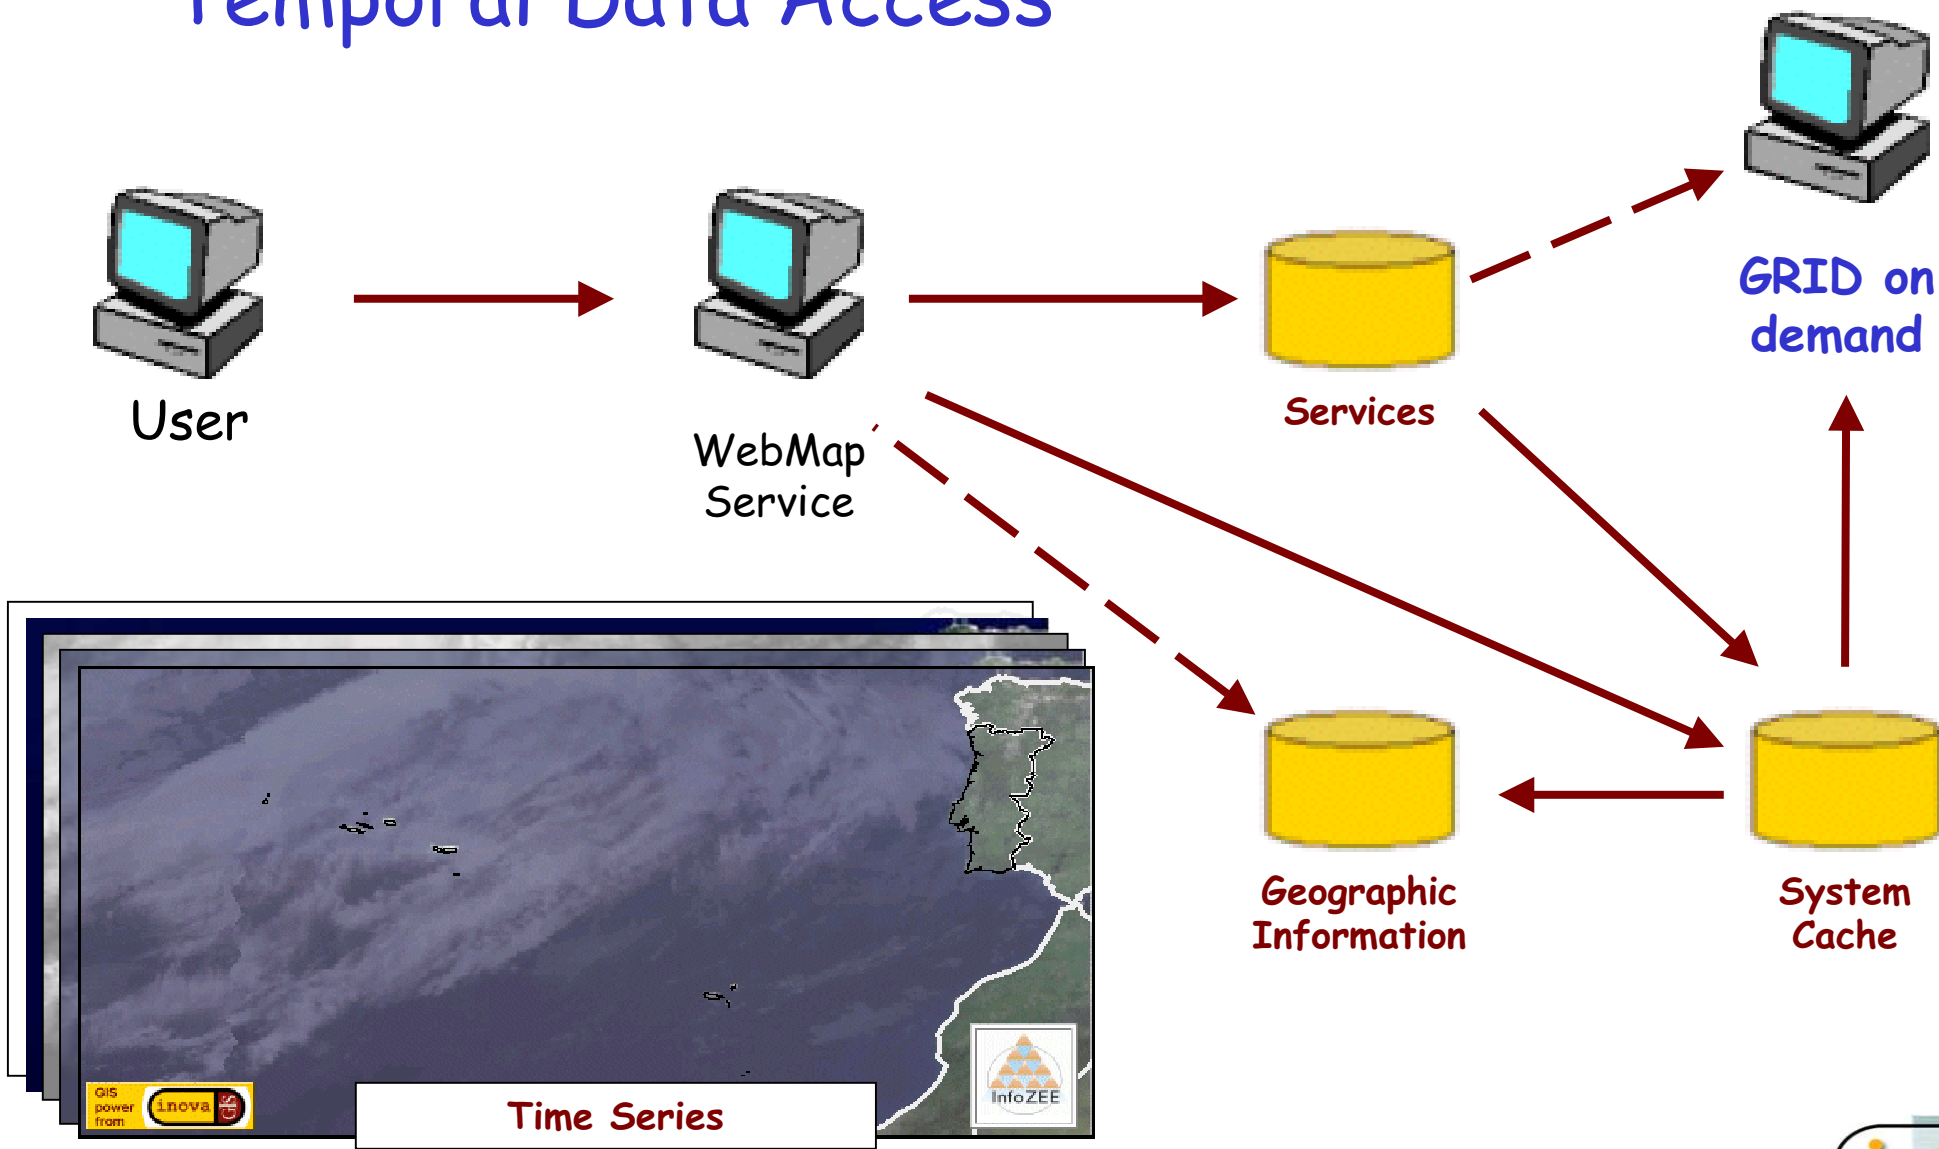 Temporal Data Access
GRID on
demand
User
WebMap
Service
Services
Geographic
Information
System
Cache
GIS
power
from
inova
GIS
InfoZEE
Time Series